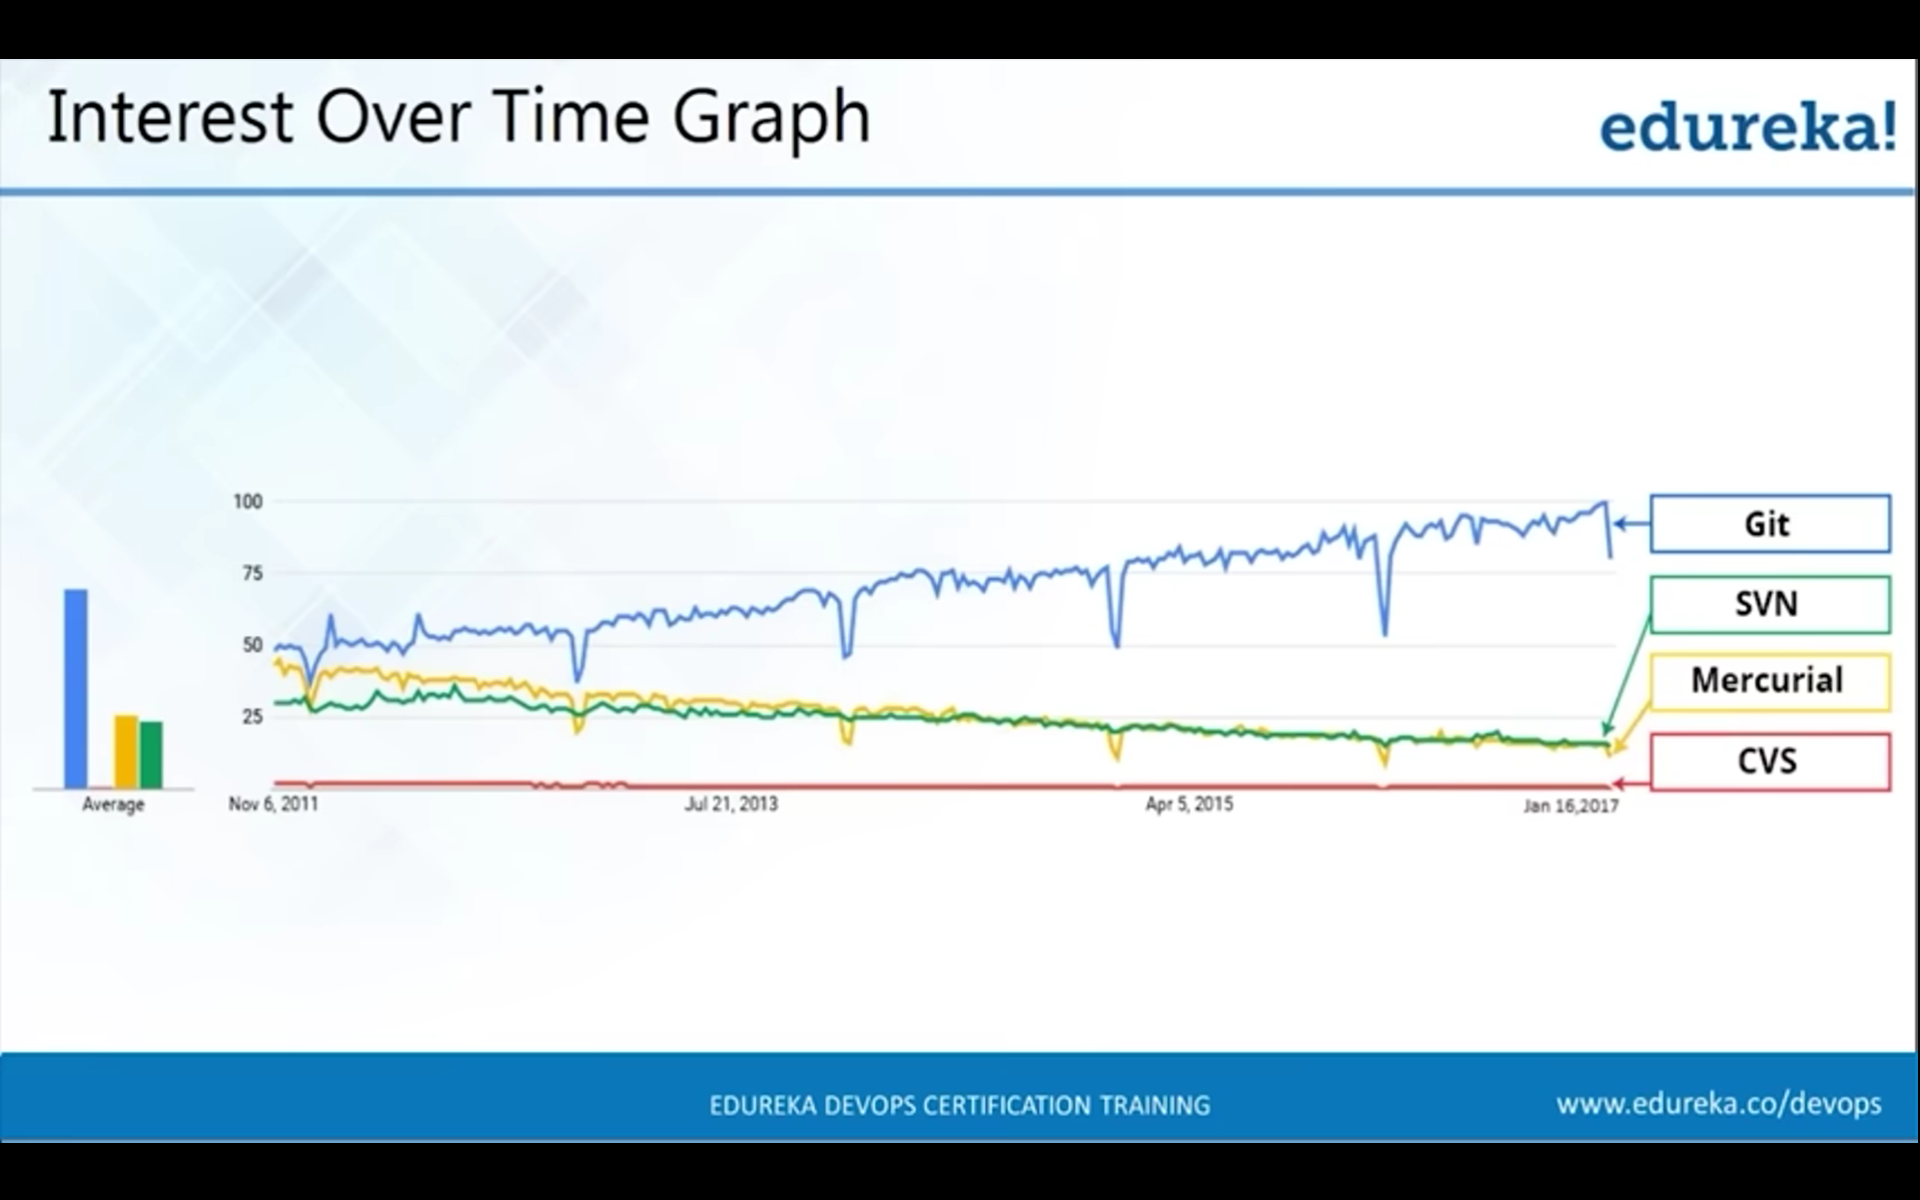 Interest Over Time Graph
edureka!
100
75
50
25
Git
SVN
Mercurial
CVS
Average
Nov 6, 2011
Jul 21, 2013
Apr 5, 2015
Jan 16,2017
EDUREKA DEVOPS CERTIFICATION TRAINING
www.edureka.co/devops